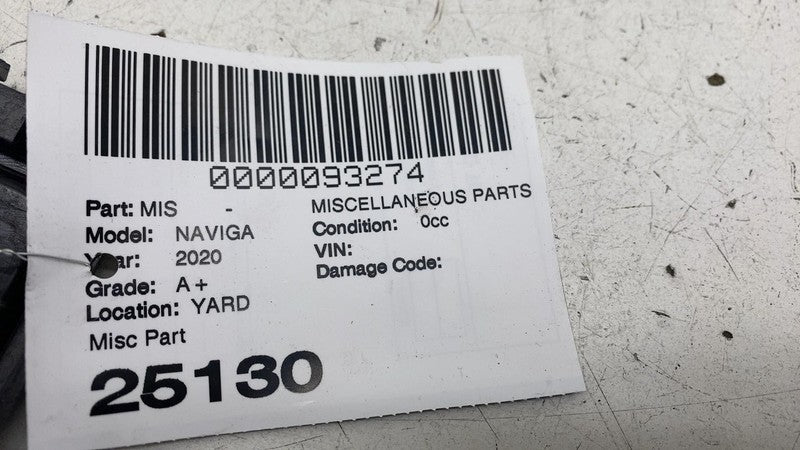 0000093274
Part: MIS - MISCELLANEOUS PARTS
Model: NAVIGA Condition: 0cc
Year: 2020 VIN:
Grade: A+ Damage Code:
Location: YARD
Misc Part
25130